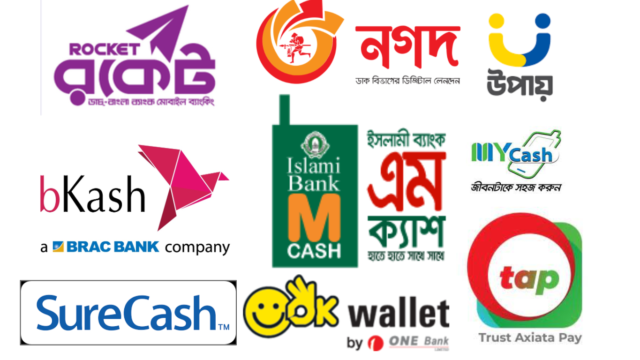 ROCKET
রকেট
ডাচ্-বাংলা ব্যাংক মোবাইল ব্যাংকিং
নগদ
ডাক বিভাগের ডিজিটাল লেনদেন
উপায়
bKash
a BRAC BANK company
Islami
Bank
M
CASH
ইসলামী ব্যাংক
এম
ক্যাশ
হাতে হাতে সাথে সাথে
MYCash
জীবনটাকে সহজ করুন
SureCash TM
OK wallet
by ONE Bank
tap
Trust Axiata Pay